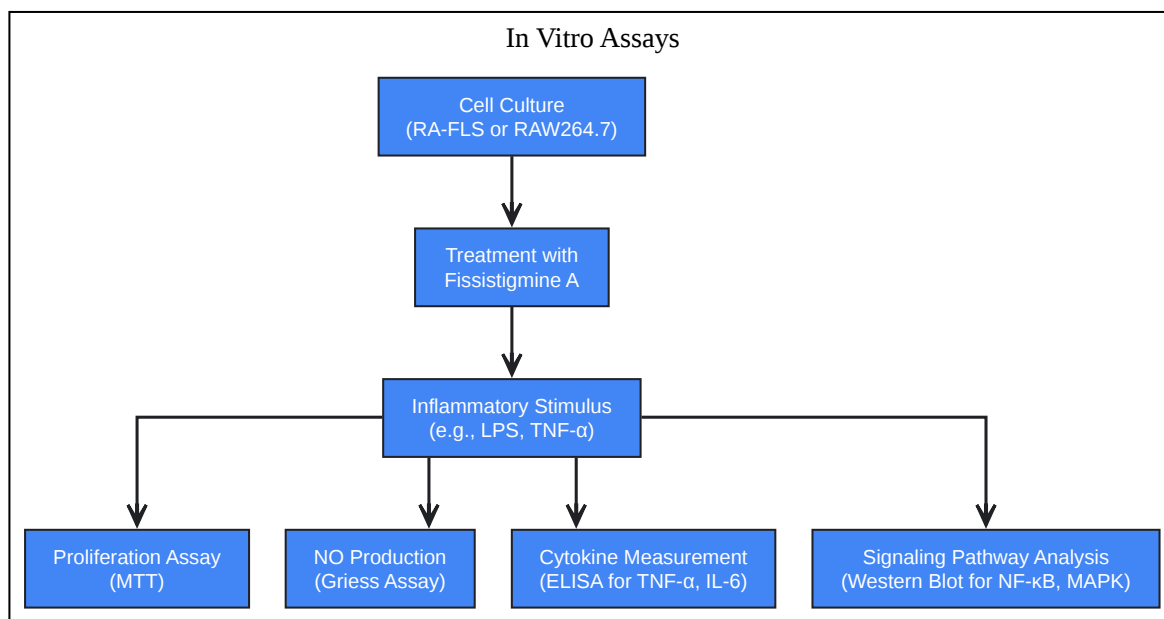 In Vitro Assays
Cell Culture
(RA-FLS or RAW264.7)
Treatment with
Fissistigmine A
Inflammatory Stimulus
(e.g., LPS, TNF-α)
Proliferation Assay
(MTT)
NO Production
(Griess Assay)
Cytokine Measurement
(ELISA for TNF-α, IL-6)
Signaling Pathway Analysis
(Western Blot for NF-κB, MAPK)